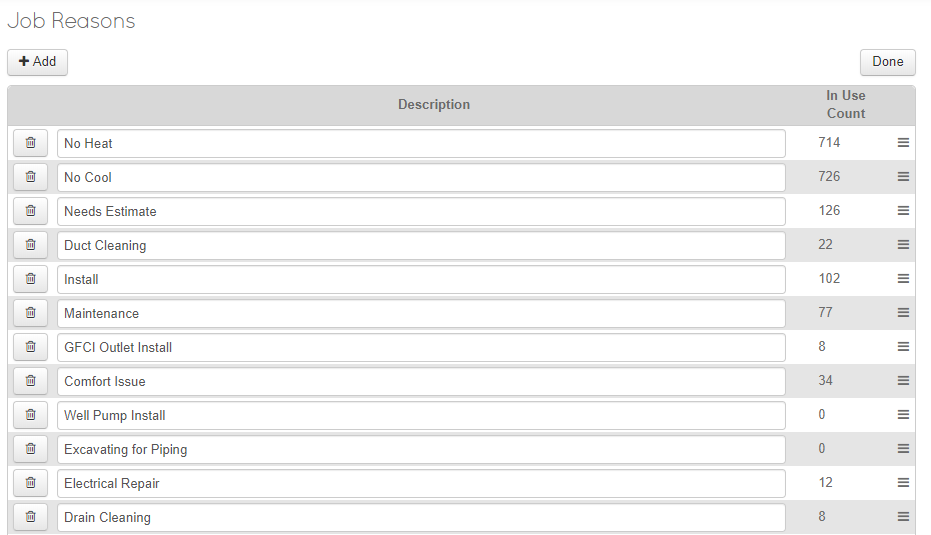 Job Reasons
Add
Done
Description
In Use
Count
No Heat 714
No Cool 726
Needs Estimate 126
Duct Cleaning 22
Install 102
Maintenance 77
GFCI Outlet Install 8
Comfort Issue 34
Well Pump Install 0
Excavating for Piping 0
Electrical Repair 12
Drain Cleaning 8